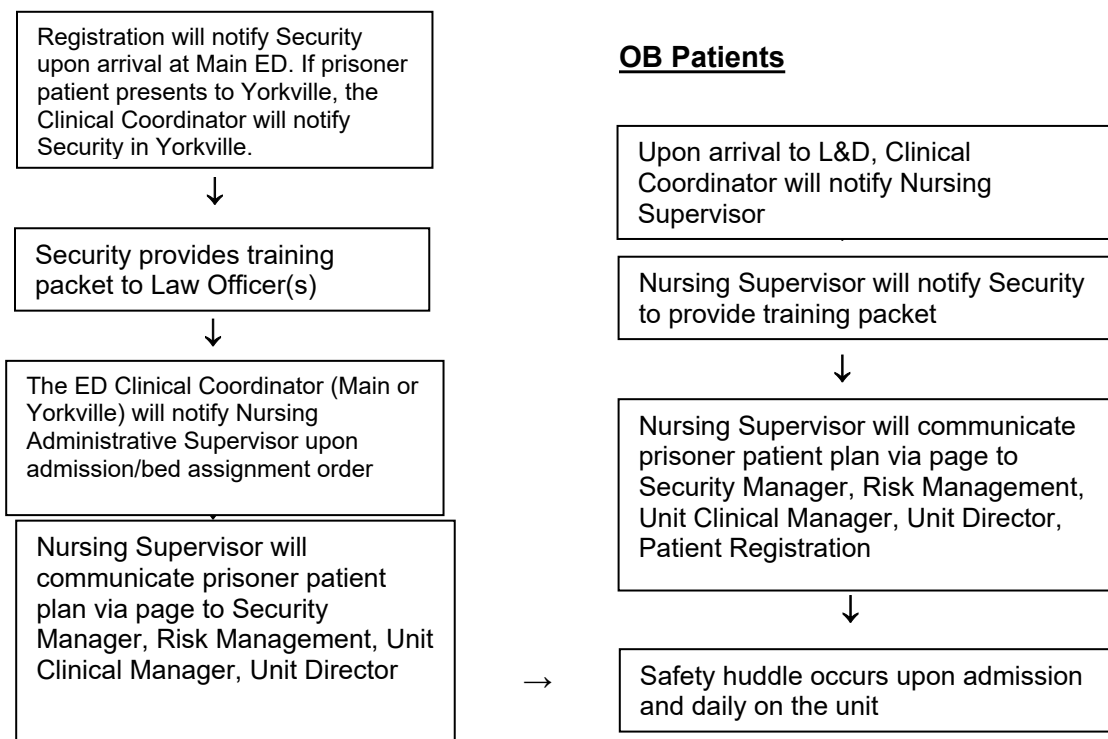 Registration will notify Security
upon arrival at Main ED. If prisoner
patient presents to Yorkville, the
Clinical Coordinator will notify
Security in Yorkville.
↓
Security provides training
packet to Law Officer(s)
↓
The ED Clinical Coordinator (Main or
Yorkville) will notify Nursing
Administrative Supervisor upon
admission/bed assignment order
Nursing Supervisor will
communicate prisoner patient
plan via page to Security
Manager, Risk Management, Unit
Clinical Manager, Unit Director
→
OB Patients
Upon arrival to L&D, Clinical
Coordinator will notify Nursing
Supervisor
Nursing Supervisor will notify Security
to provide training packet
↓
Nursing Supervisor will communicate
prisoner patient plan via page to
Security Manager, Risk Management,
Unit Clinical Manager, Unit Director,
Patient Registration
↓
Safety huddle occurs upon admission
and daily on the unit